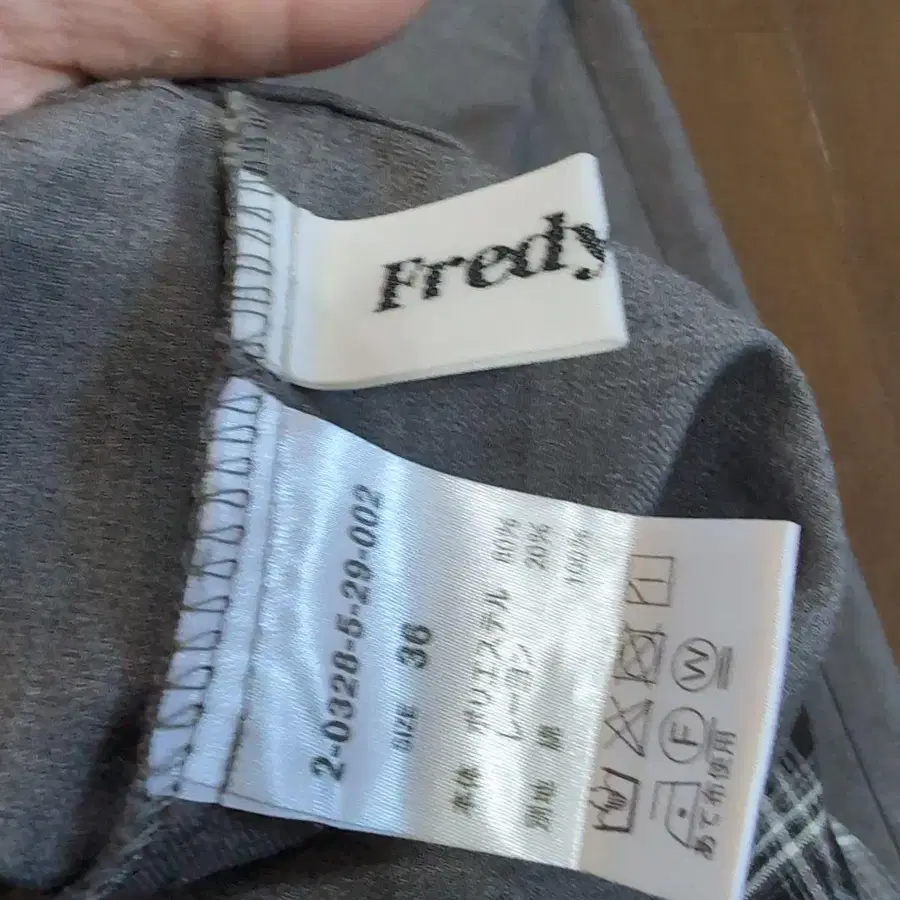 Fredy
2-0328-5-29-002
SIZE 36
本体 ポリエステル 80%
レーヨン 20%
別地 綿 100%
W
F
あて布使用